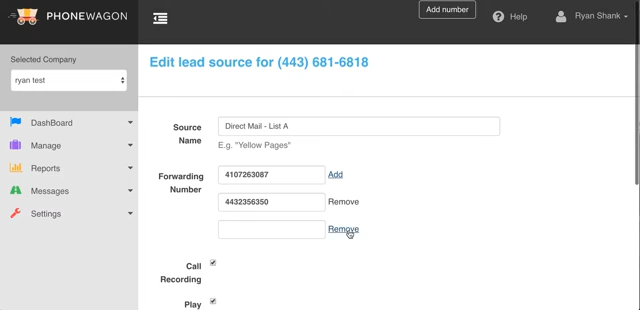 PHONEWAGON
Add number
Help
Ryan Shank
Selected Company
ryan test
DashBoard
Manage
Reports
Messages
Settings
Edit lead source for (443) 681-6818
Source Name
Direct Mail - List A
E.g. "Yellow Pages"
Forwarding Number
4107263087 Add
4432356350 Remove
Remove
Call Recording
Play